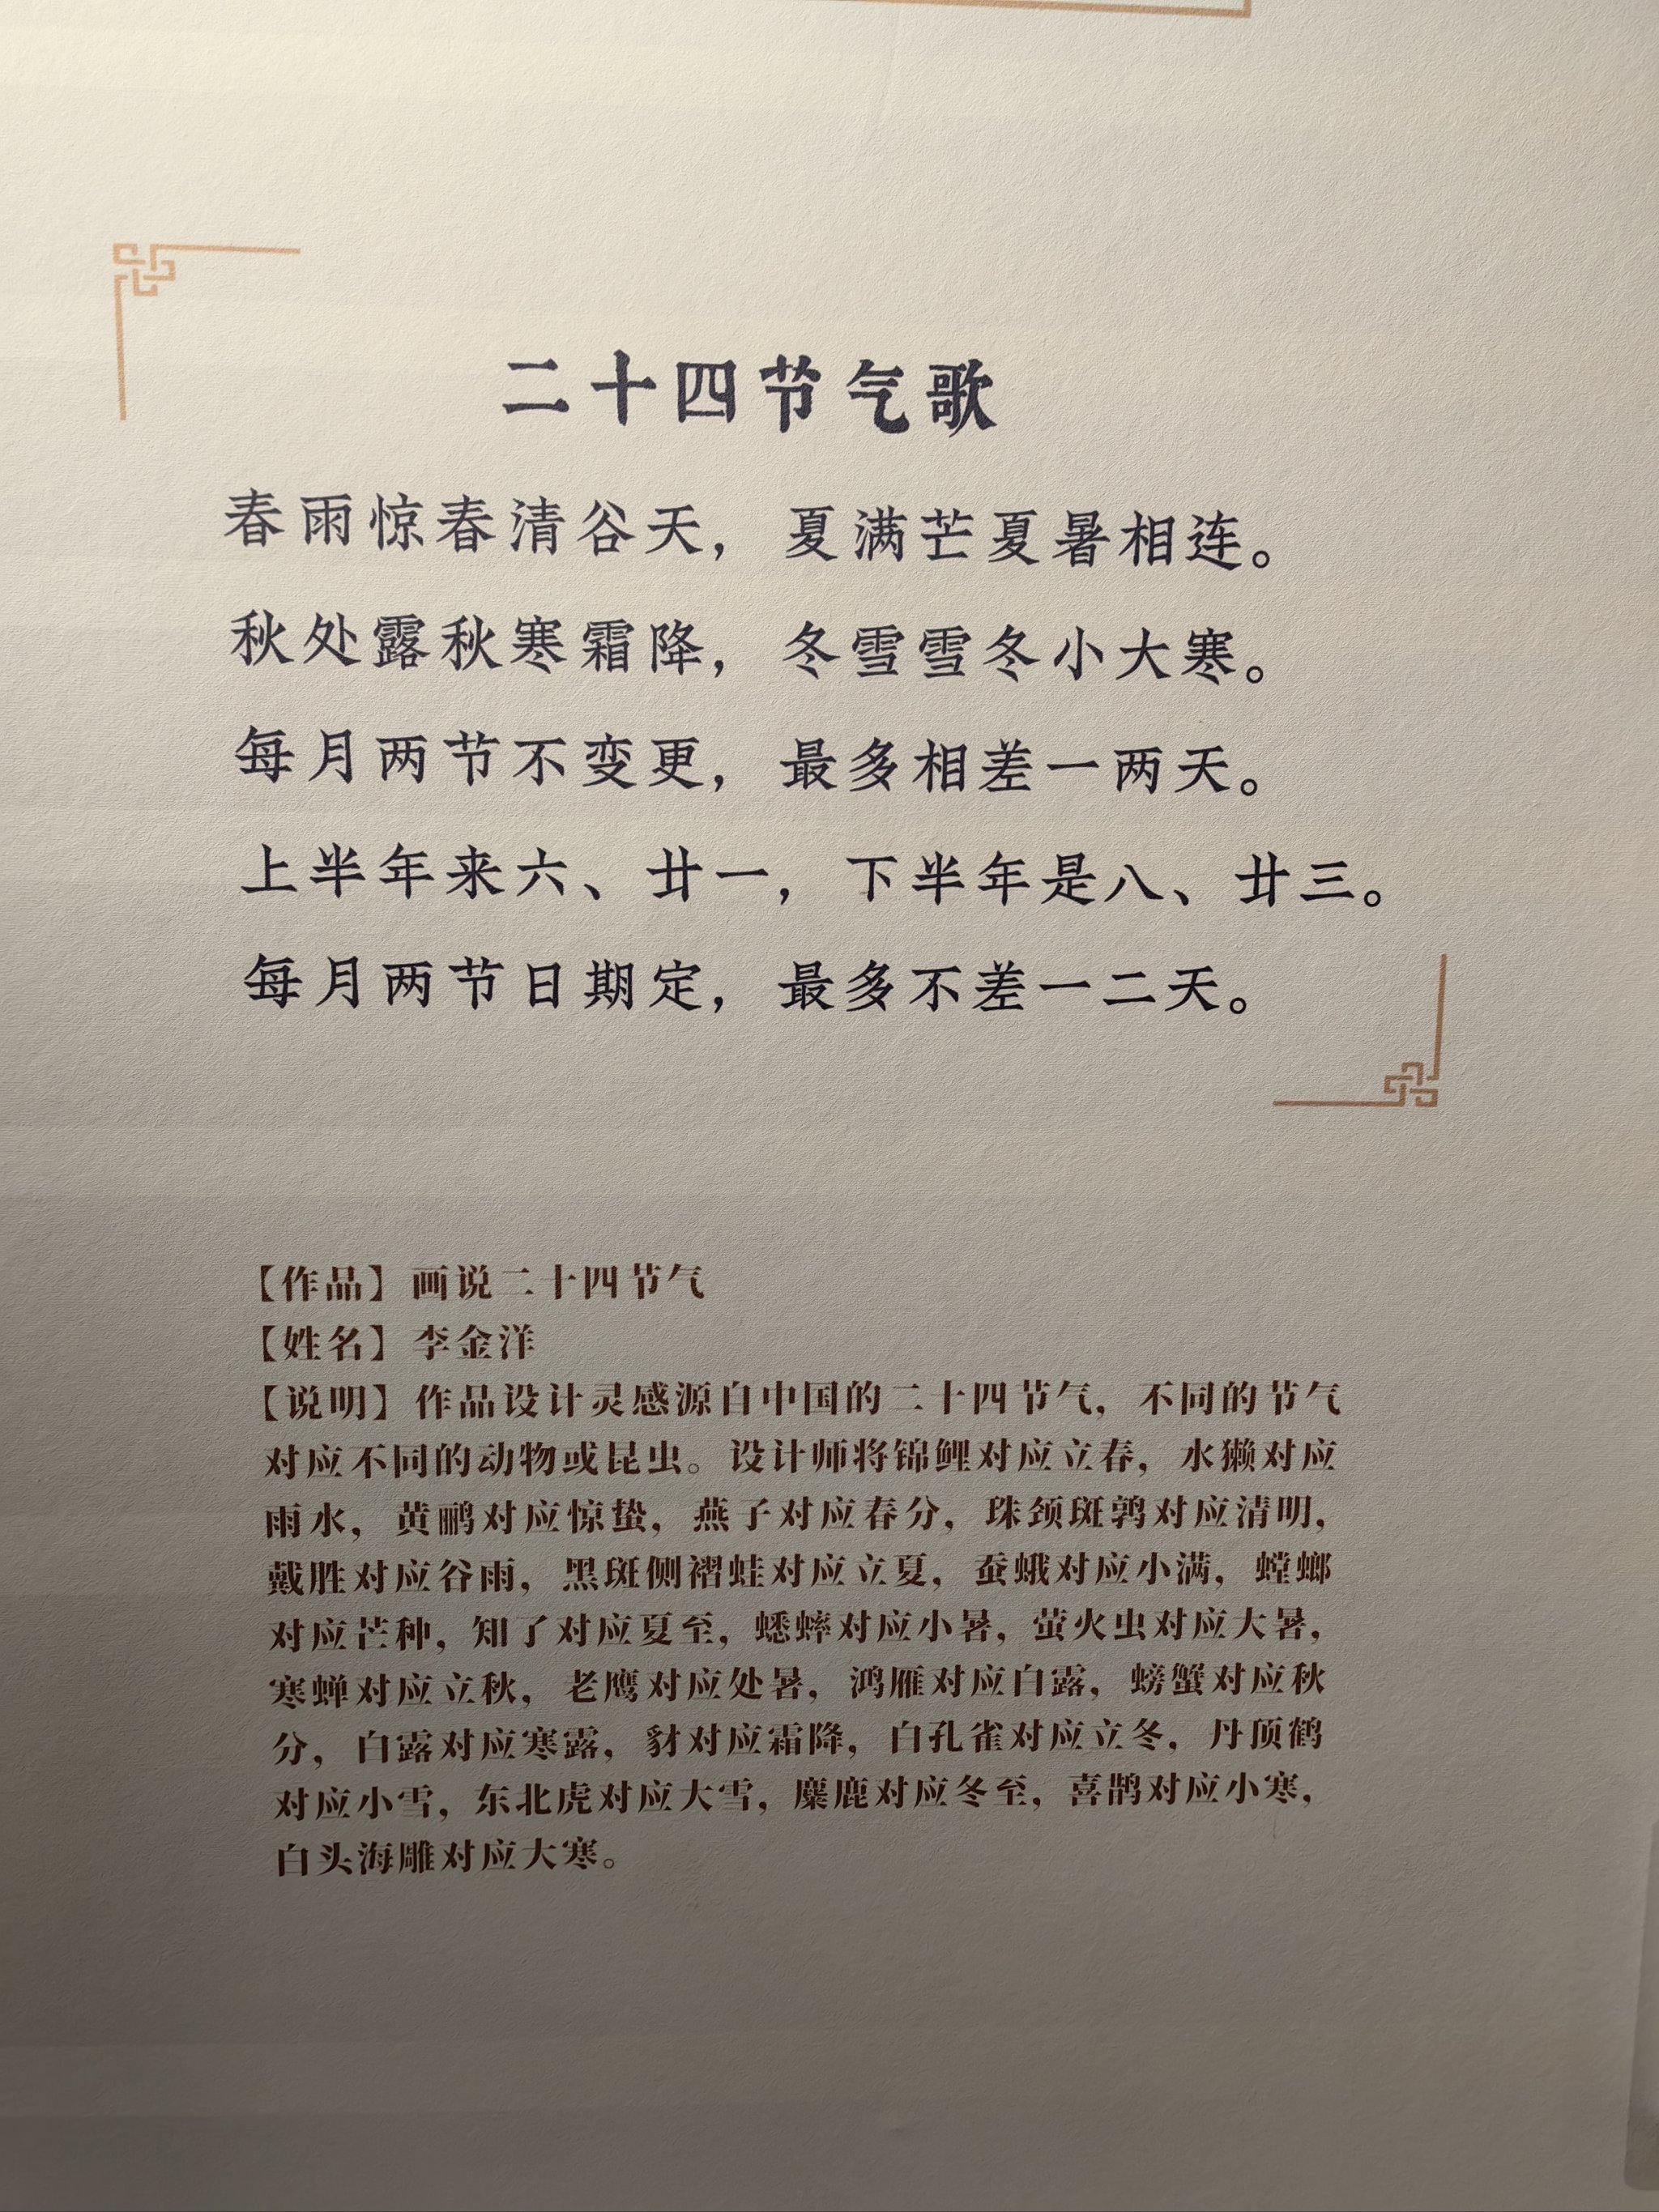 二十四节气歌
春雨惊春清谷天，夏满芒夏暑相连。
秋处露秋寒霜降，冬雪雪冬小大寒。
每月两节不变更，最多相差一两天。
上半年来六、廿一，下半年是八、廿三。
每月两节日期定，最多不差一二天。
【作品】画说二十四节气
【姓名】李金洋
【说明】作品设计灵感源自中国的二十四节气，不同的节气
对应不同的动物或昆虫。设计师将锦鲤对应立春，水獭对应
雨水，黄鹂对应惊蛰，燕子对应春分，珠颈斑鹑对应清明，
戴胜对应谷雨，黑斑侧褶蛙对应立夏，蚕蛾对应小满，螳螂
对应芒种，知了对应夏至，蟋蟀对应小暑，萤火虫对应大暑，
寒蝉对应立秋，老鹰对应处暑，鸿雁对应白露，螃蟹对应秋
分，白露对应寒露，豺对应霜降，白孔雀对应立冬，丹顶鹤
对应小雪，东北虎对应大雪，麋鹿对应冬至，喜鹊对应小寒，
白头海雕对应大寒。